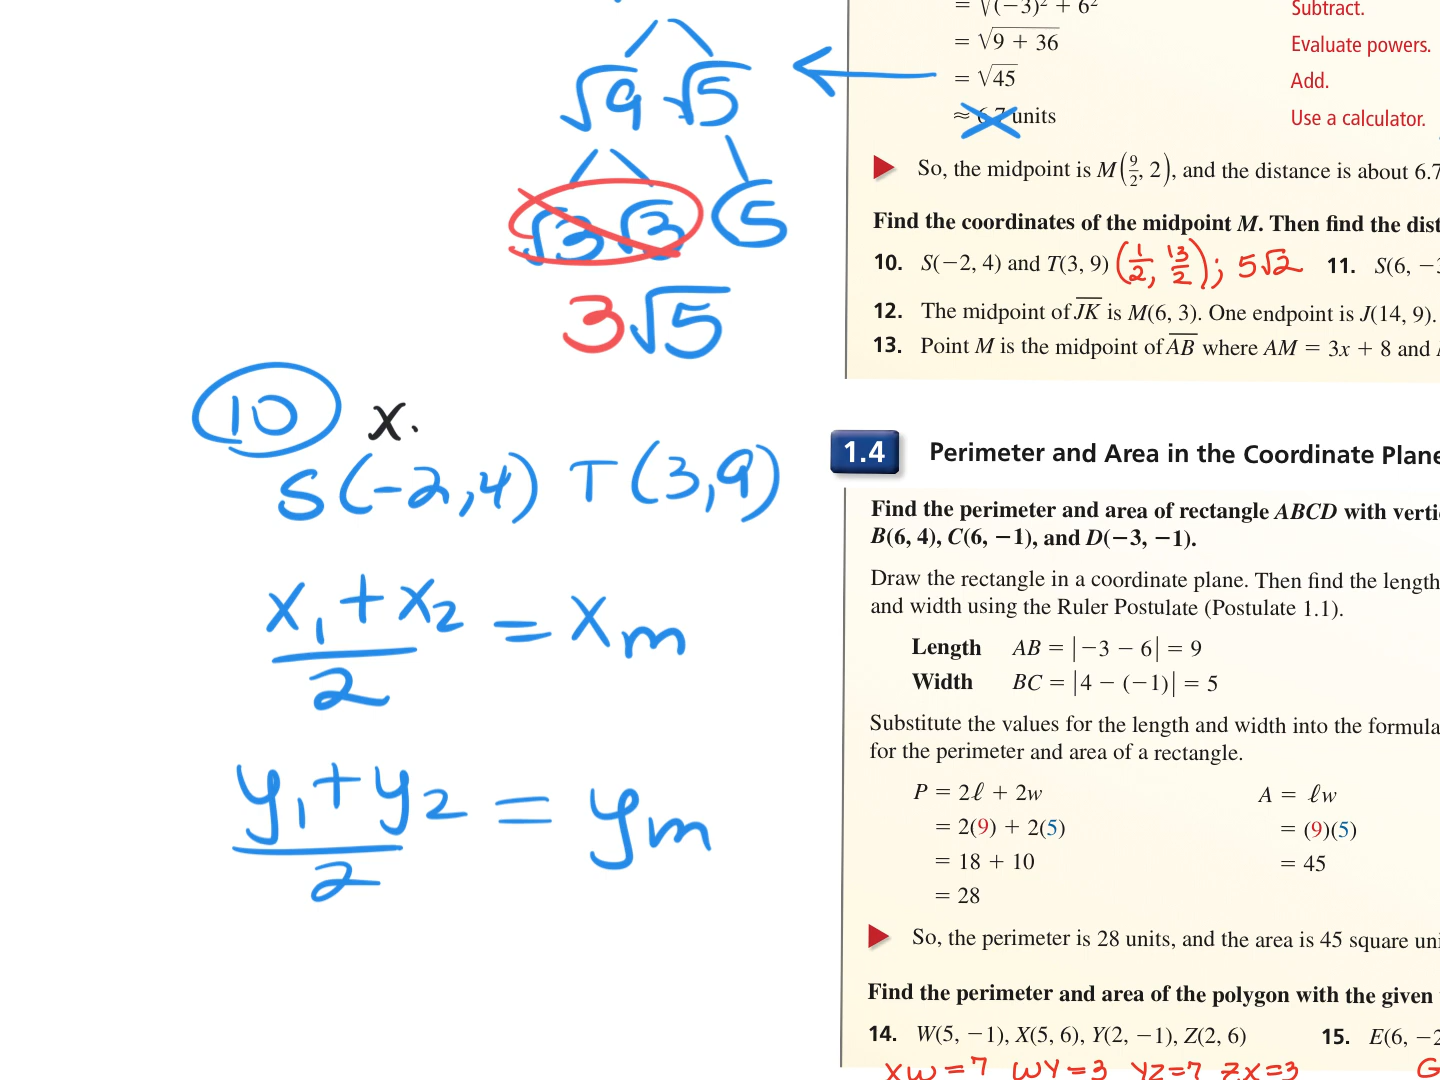 √9 √5
√3 √3 5
3√5
10 x.
S(-2,4) T(3,9)
x₁+x₂/2 = xm
y₁+y₂/2 = ym
= √(−3)² + 6² Subtract.
= √9 + 36 Evaluate powers.
= √45 Add.
≈ 6.7 units Use a calculator.
So, the midpoint is M(9/2, 2), and the distance is about 6.7
Find the coordinates of the midpoint M. Then find the dist
10. S(−2, 4) and T(3, 9) (1/2, 13/2); 5√2 11. S(6, −3
12. The midpoint of JK is M(6, 3). One endpoint is J(14, 9).
13. Point M is the midpoint of AB where AM = 3x + 8 and
1.4 Perimeter and Area in the Coordinate Plane
Find the perimeter and area of rectangle ABCD with verti
B(6, 4), C(6, −1), and D(−3, −1).
Draw the rectangle in a coordinate plane. Then find the length
and width using the Ruler Postulate (Postulate 1.1).
Length AB = |−3 − 6| = 9
Width BC = |4 − (−1)| = 5
Substitute the values for the length and width into the formula
for the perimeter and area of a rectangle.
P = 2ℓ + 2w A = ℓw
= 2(9) + 2(5) = (9)(5)
= 18 + 10 = 45
= 28
So, the perimeter is 28 units, and the area is 45 square uni
Find the perimeter and area of the polygon with the given
14. W(5, −1), X(5, 6), Y(2, −1), Z(2, 6) 15. E(6, −2
XW=7 WY=3 YZ=7 ZX=3 G